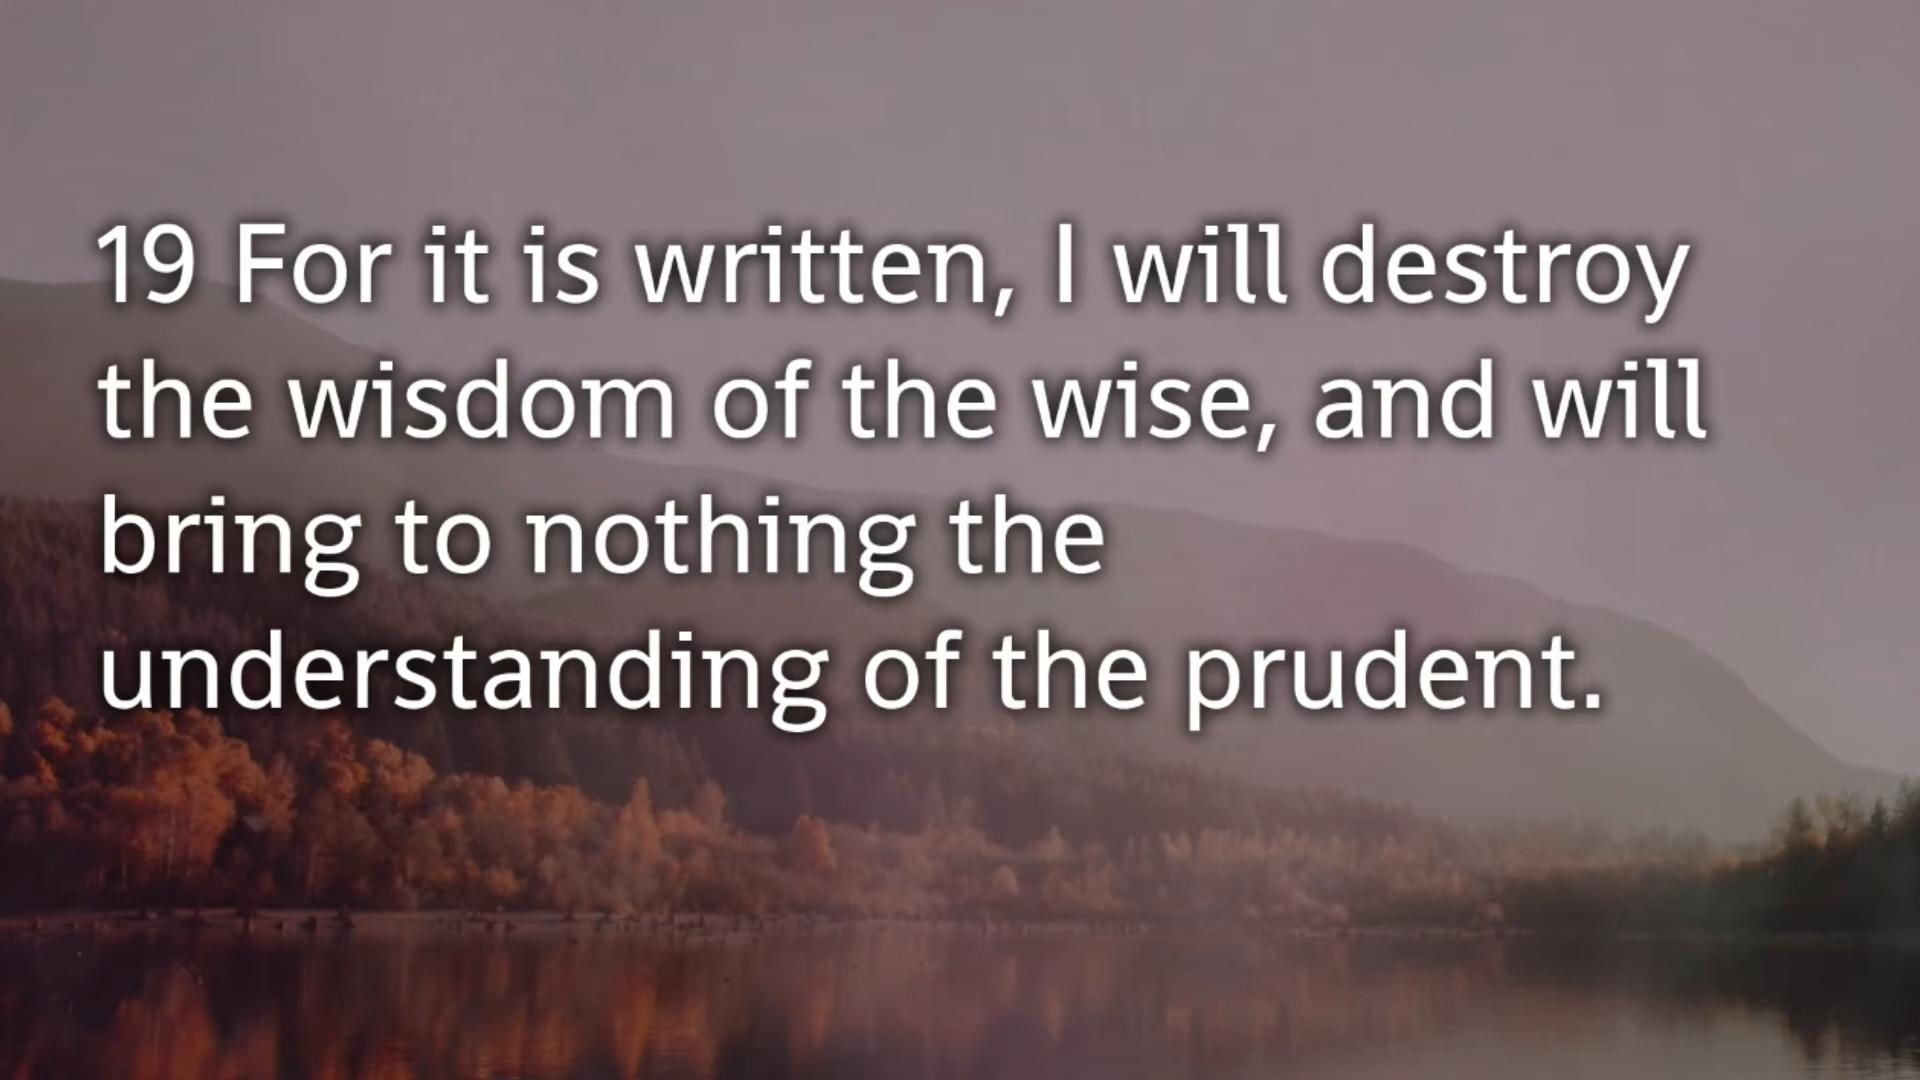 19 For it is written, I will destroy
the wisdom of the wise, and will
bring to nothing the
understanding of the prudent.